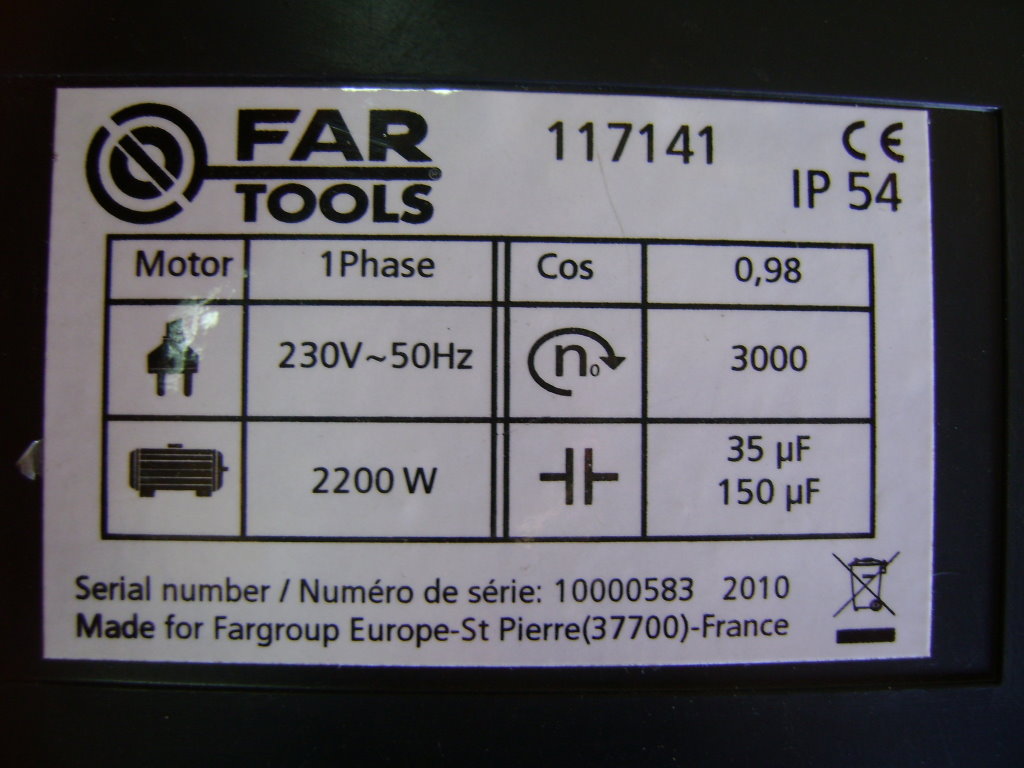 FAR
TOOLS
117141
CE
IP 54
Motor 1Phase Cos 0,98
230V~50Hz n₀ 3000
2200 W 35 µF
150 µF
Serial number / Numéro de série: 10000583 2010
Made for Fargroup Europe-St Pierre(37700)-France